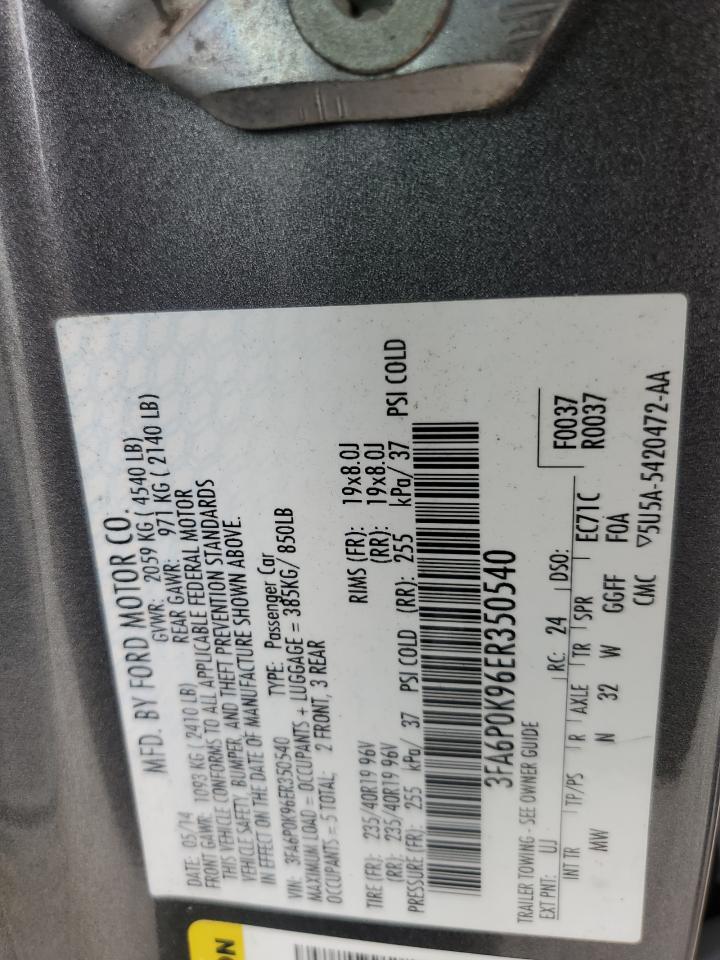 MFD. BY FORD MOTOR CO.
DATE: 05/14 GVWR: 2059 KG ( 4540 LB)
FRONT GAWR: 1093 KG ( 2410 LB) REAR GAWR: 971 KG ( 2140 LB)
THIS VEHICLE CONFORMS TO ALL APPLICABLE FEDERAL MOTOR
VEHICLE SAFETY, BUMPER, AND THEFT PREVENTION STANDARDS
IN EFFECT ON THE DATE OF MANUFACTURE SHOWN ABOVE.
VIN: 3FA6P0K96ER350540 TYPE: Passenger Car
MAXIMUM LOAD = OCCUPANTS + LUGGAGE = 385KG/ 850LB
OCCUPANTS = 5 TOTAL; 2 FRONT, 3 REAR
TIRE (FR): 235/40R19 96V RIMS (FR): 19x8.0J
(RR): 235/40R19 96V (RR): 19x8.0J
PRESSURE (FR): 255 kPa/ 37 PSI COLD (RR): 255 kPa/ 37 PSI COLD
3FA6P0K96ER350540
TRAILER TOWING - SEE OWNER GUIDE
F0037
R0037
EXT PNT: UJ RC: 24 DSO:
INT TR TP/PS R AXLE TR SPR EC71C
MW N 32 W GGFF F0A
CMC ▽5U5A-5420472-AA
ON